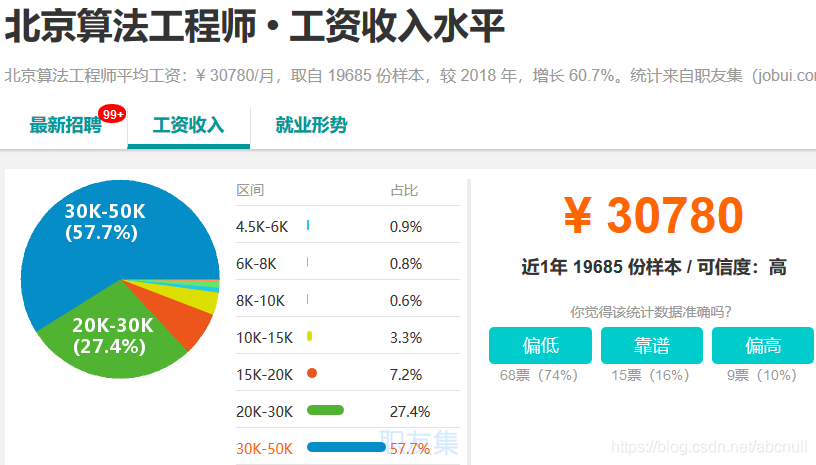 北京算法工程师 • 工资收入水平
北京算法工程师平均工资：¥ 30780/月，取自 19685 份样本，较 2018 年，增长 60.7%。统计来自职友集（jobui.com
最新招聘 99+ 工资收入 就业形势
30K-50K
(57.7%)
20K-30K
(27.4%)
区间 占比
4.5K-6K 0.9%
6K-8K 0.8%
8K-10K 0.6%
10K-15K 3.3%
15K-20K 7.2%
20K-30K 27.4%
30K-50K 57.7%
职友集
¥ 30780
近1年 19685 份样本 / 可信度：高
你觉得该统计数据准确吗？
偏低 靠谱 偏高
68票（74%） 15票（16%） 9票（10%）
https://blog.csdn.net/abcnull